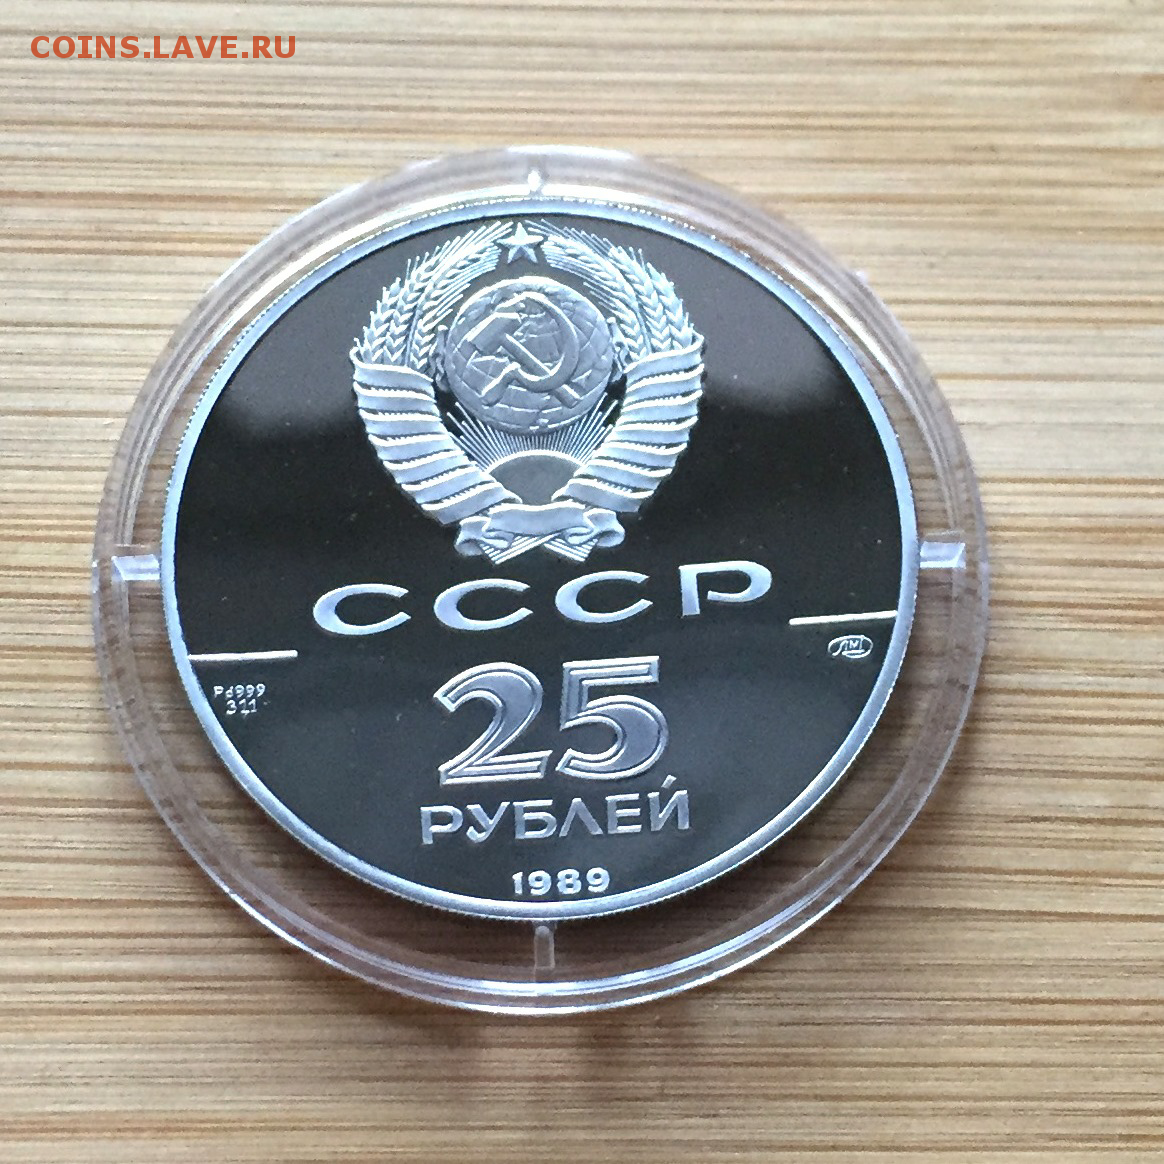 COINS.LAVE.RU
СССР
Pd999
31,1
ЛМД
25
РУБЛЕЙ
1989